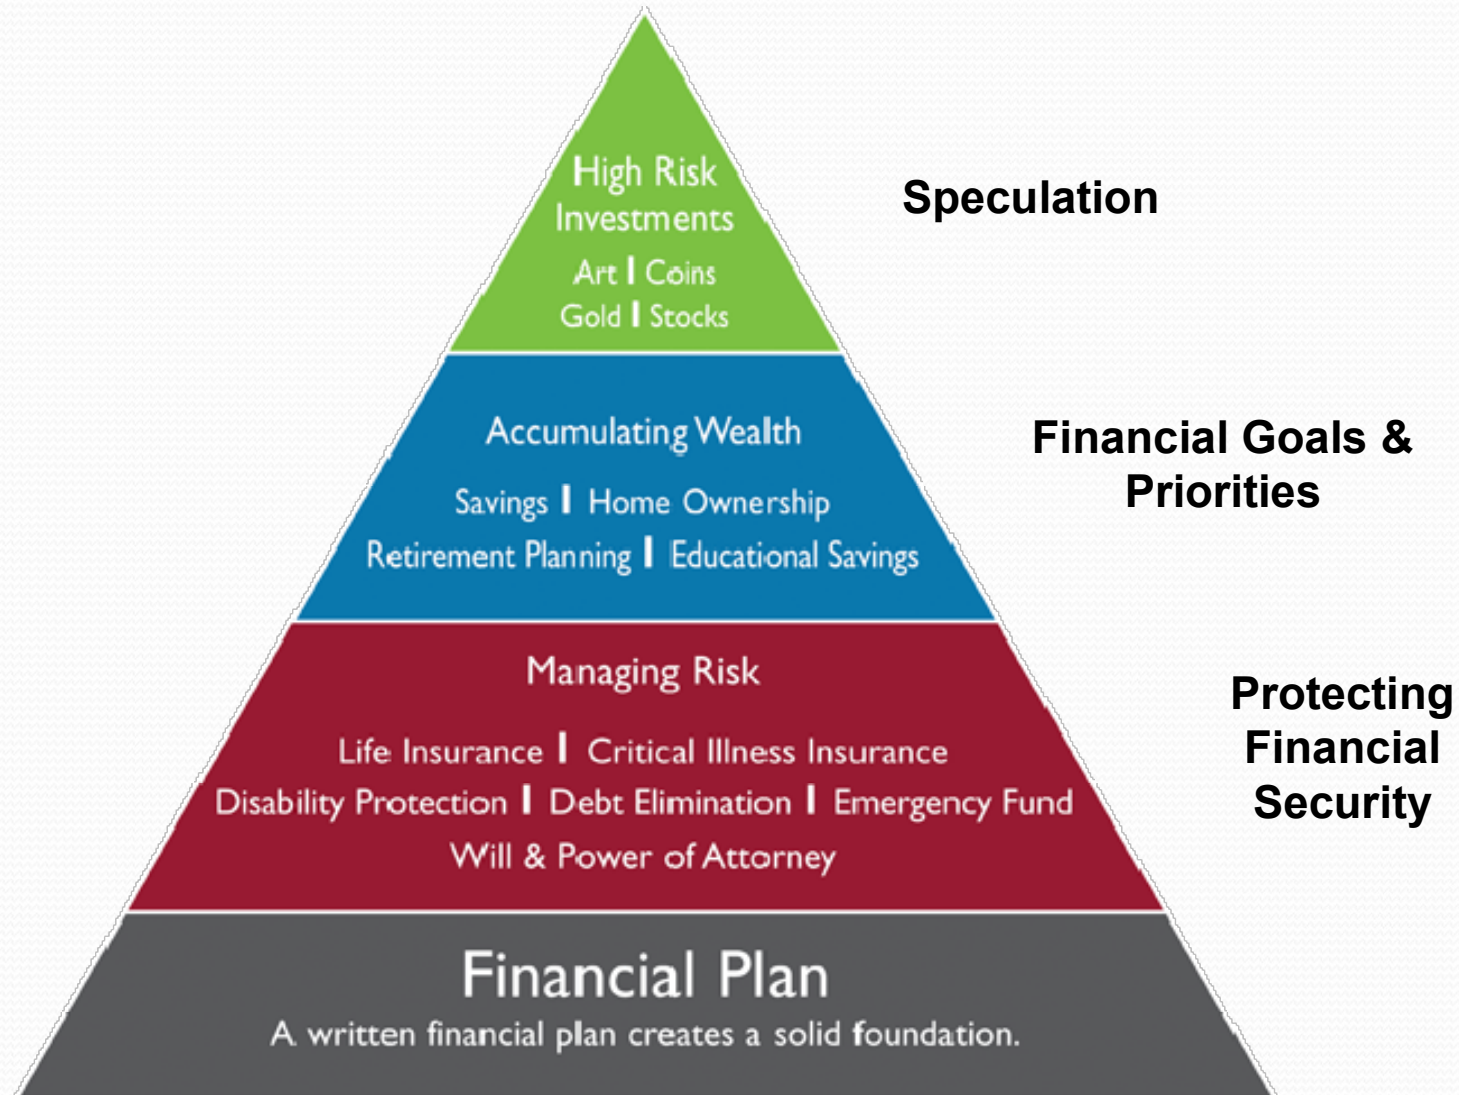 High Risk
Investments
Art | Coins
Gold | Stocks
Speculation
Accumulating Wealth
Savings | Home Ownership
Retirement Planning | Educational Savings
Financial Goals &
Priorities
Managing Risk
Life Insurance | Critical Illness Insurance
Disability Protection | Debt Elimination | Emergency Fund
Will & Power of Attorney
Protecting
Financial
Security
Financial Plan
A written financial plan creates a solid foundation.